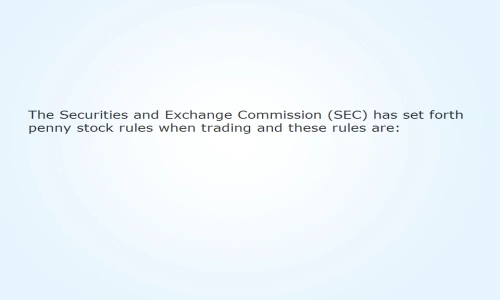 The Securities and Exchange Commission (SEC) has set forth
penny stock rules when trading and these rules are: